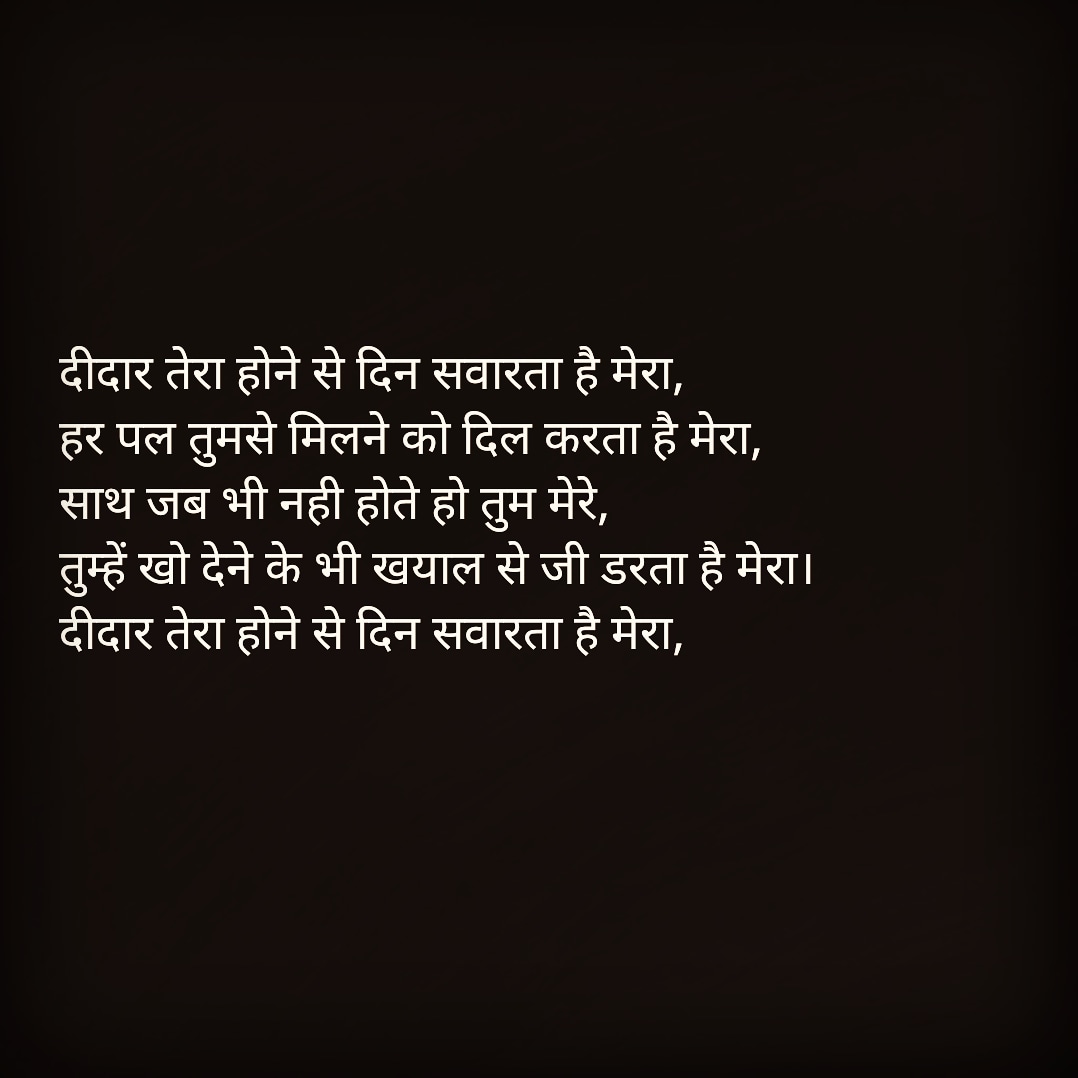 दीदार तेरा होने से दिन सवारता है मेरा,
हर पल तुमसे मिलने को दिल करता है मेरा,
साथ जब भी नही होते हो तुम मेरे,
तुम्हें खो देने के भी खयाल से जी डरता है मेरा।
दीदार तेरा होने से दिन सवारता है मेरा,